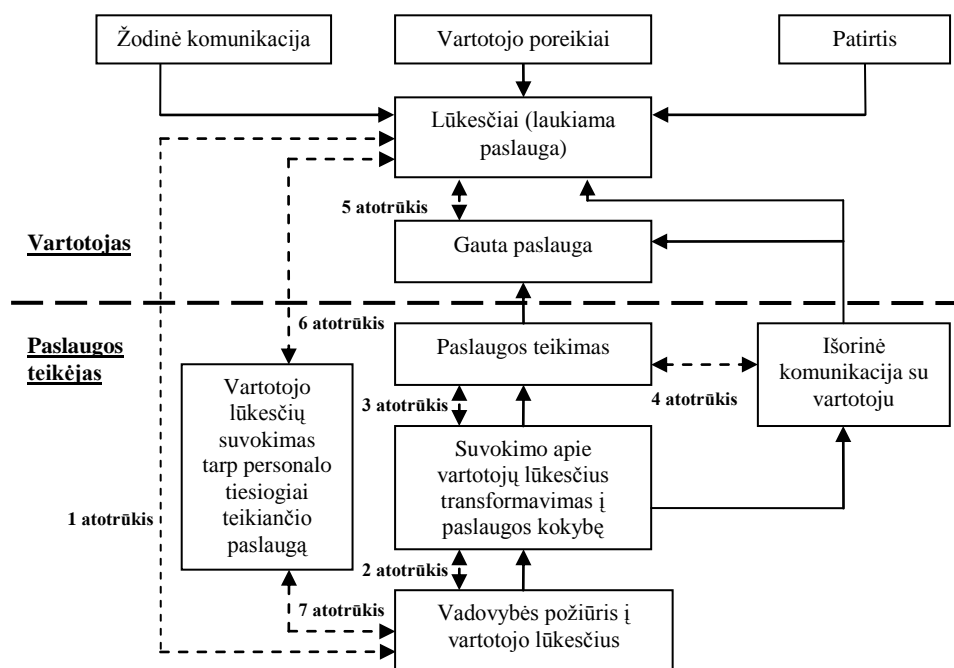 Žodinė komunikacija
Vartotojo poreikiai
Patirtis
Lūkesčiai (laukiama
paslauga)
5 atotrūkis
Gauta paslauga
Vartotojas
6 atotrūkis
Paslaugos
teikėjas
Paslaugos teikimas
Išorinė
komunikacija su
vartotoju
Vartotojo
lūkesčių
suvokimas
tarp personalo
tiesiogiai
teikiančio
paslaugą
3 atotrūkis
4 atotrūkis
Suvokimo apie
vartotojų lūkesčius
transformavimas į
paslaugos kokybę
1 atotrūkis
2 atotrūkis
7 atotrūkis
Vadovybės požiūris į
vartotojo lūkesčius